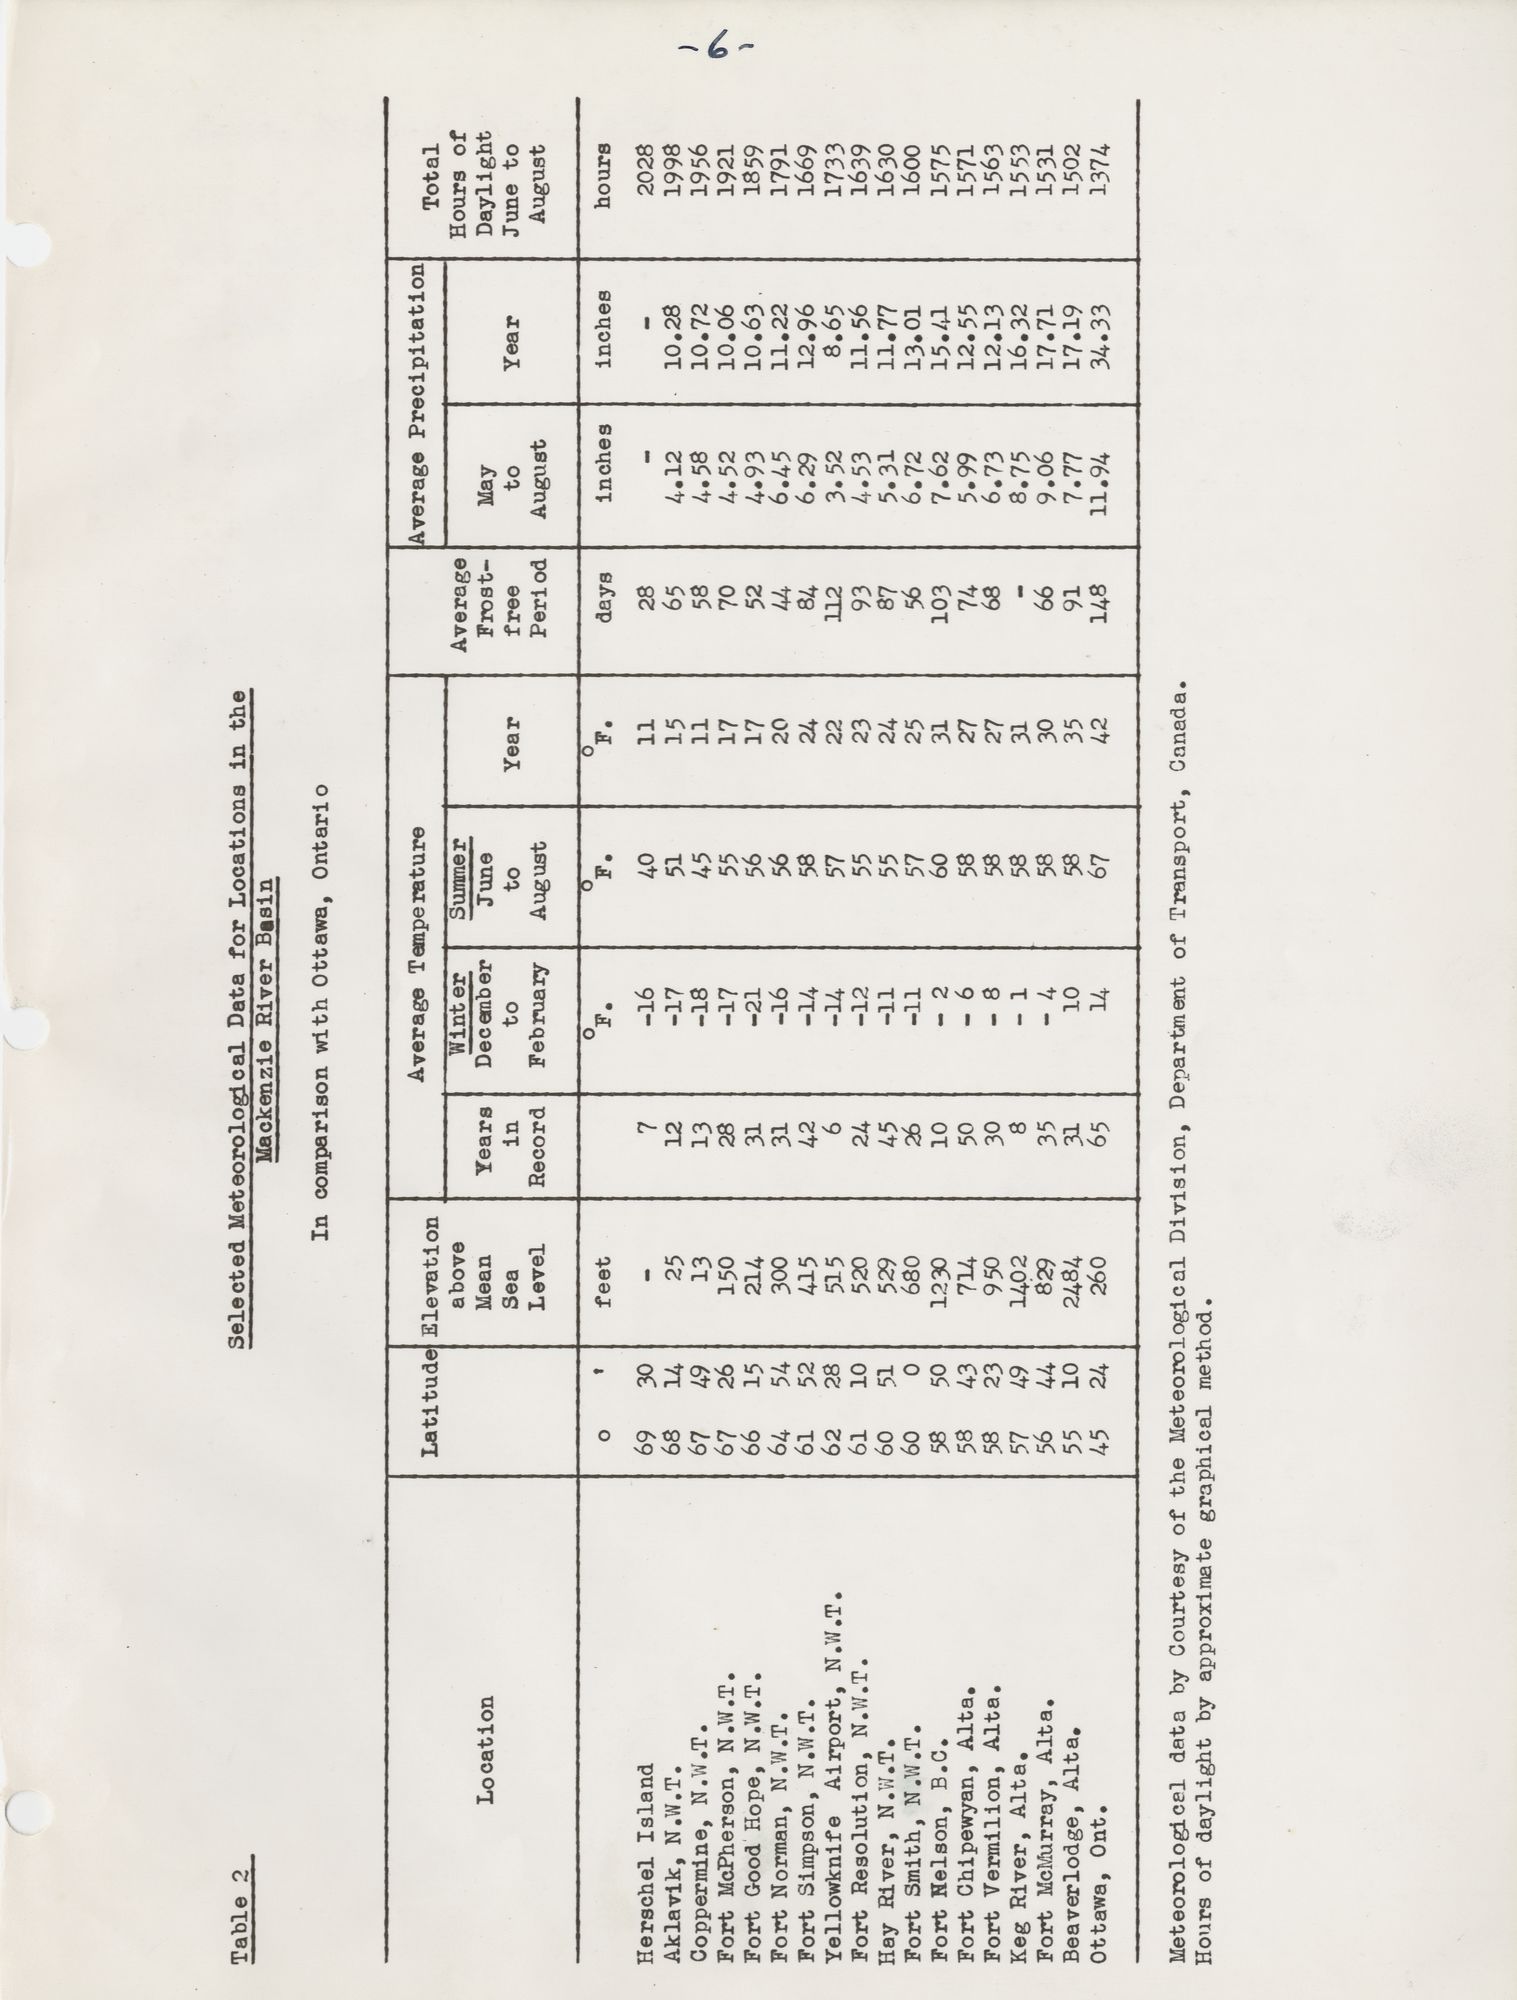 -6-
Table 2
Selected Meteorological Data for Locations in the
Mackenzie River Basin
In comparison with Ottawa, Ontario
Location Latitude Elevation above Mean Sea Level Average Temperature Average Frost-free Period Average Precipitation Total Hours of Daylight June to August
Years in Record Winter December to February Summer June to August Year May to August Year
o ' feet °F. °F. °F. days inches inches hours
Herschel Island 69 30 - 7 -16 40 11 28 - - 2028
Aklavik, N.W.T. 68 14 25 12 -17 51 15 65 4.12 10.28 1998
Coppermine, N.W.T. 67 49 13 13 -18 45 11 58 4.58 10.72 1956
Fort McPherson, N.W.T. 67 26 150 28 -17 55 17 70 4.52 10.06 1921
Fort Good Hope, N.W.T. 66 15 214 31 -21 56 17 52 4.93 10.63 1859
Fort Norman, N.W.T. 64 54 300 31 -16 56 20 44 6.45 11.22 1791
Fort Simpson, N.W.T. 61 52 415 42 -14 58 24 84 6.29 12.96 1669
Yellowknife Airport, N.W.T. 62 28 515 6 -14 57 22 112 3.52 8.65 1733
Fort Resolution, N.W.T. 61 10 520 24 -12 55 23 93 4.53 11.56 1639
Hay River, N.W.T. 60 51 529 45 -11 55 24 87 5.31 11.77 1630
Fort Smith, N.W.T. 60 0 680 26 -11 57 25 56 6.72 13.01 1600
Fort Nelson, B.C. 58 50 1230 10 - 2 60 31 103 7.62 15.41 1575
Fort Chipewyan, Alta. 58 43 714 50 - 6 58 27 74 5.99 12.55 1571
Fort Vermilion, Alta. 58 23 950 30 - 8 58 27 68 6.73 12.13 1563
Keg River, Alta. 57 49 1402 8 - 1 58 31 - 8.75 16.32 1553
Fort McMurray, Alta. 56 44 829 35 - 4 58 30 66 9.06 17.71 1531
Beaverlodge, Alta. 55 10 2484 31 10 58 35 91 7.77 17.19 1502
Ottawa, Ont. 45 24 260 65 14 67 42 148 11.94 34.33 1374
Meteorological data by Courtesy of the Meteorological Division, Department of Transport, Canada.
Hours of daylight by approximate graphical method.